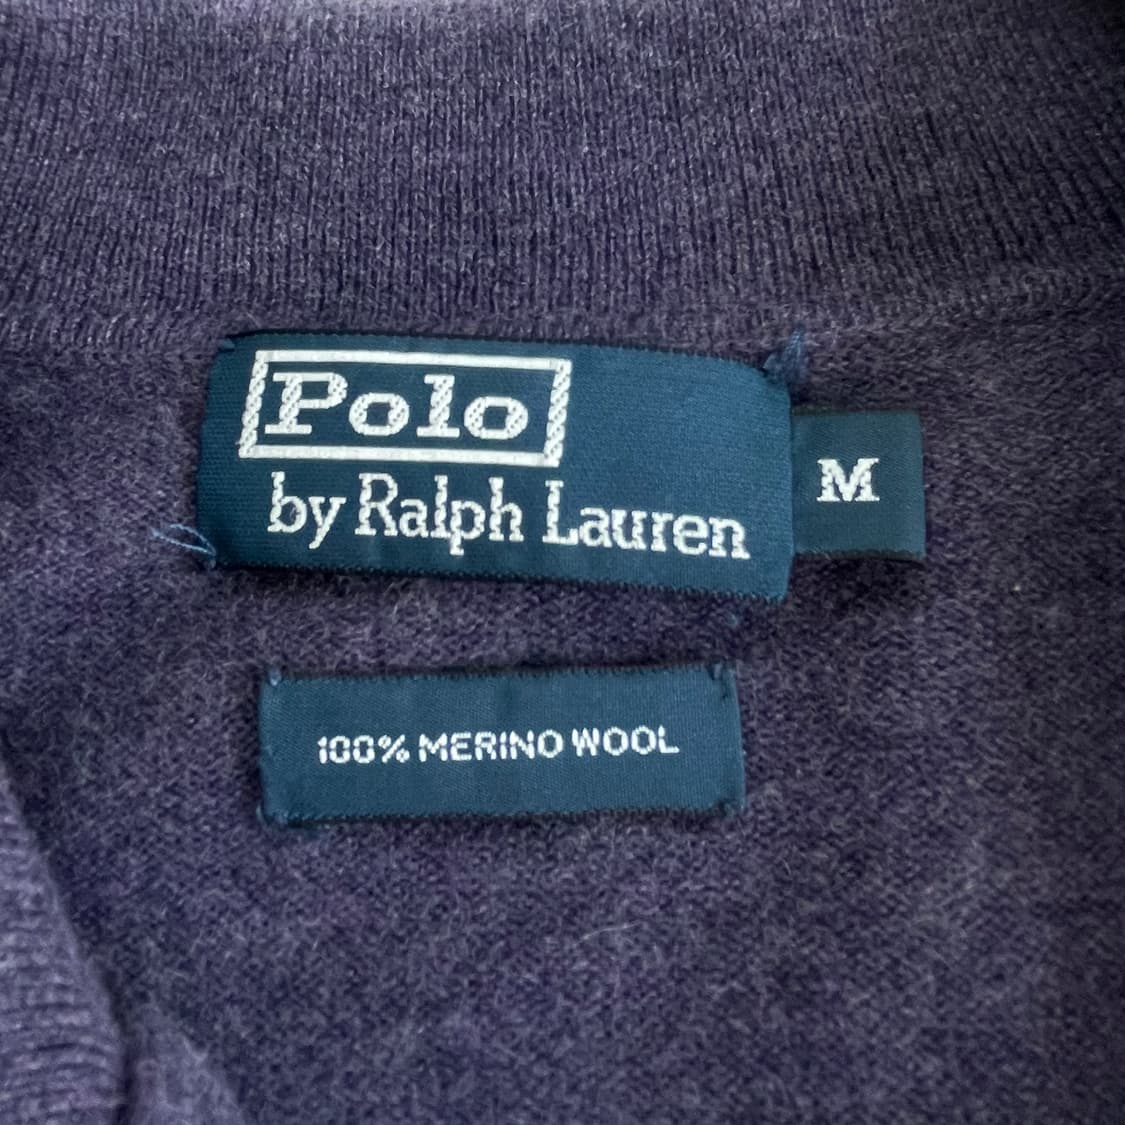 Polo
by Ralph Lauren
M
100% MERINO WOOL